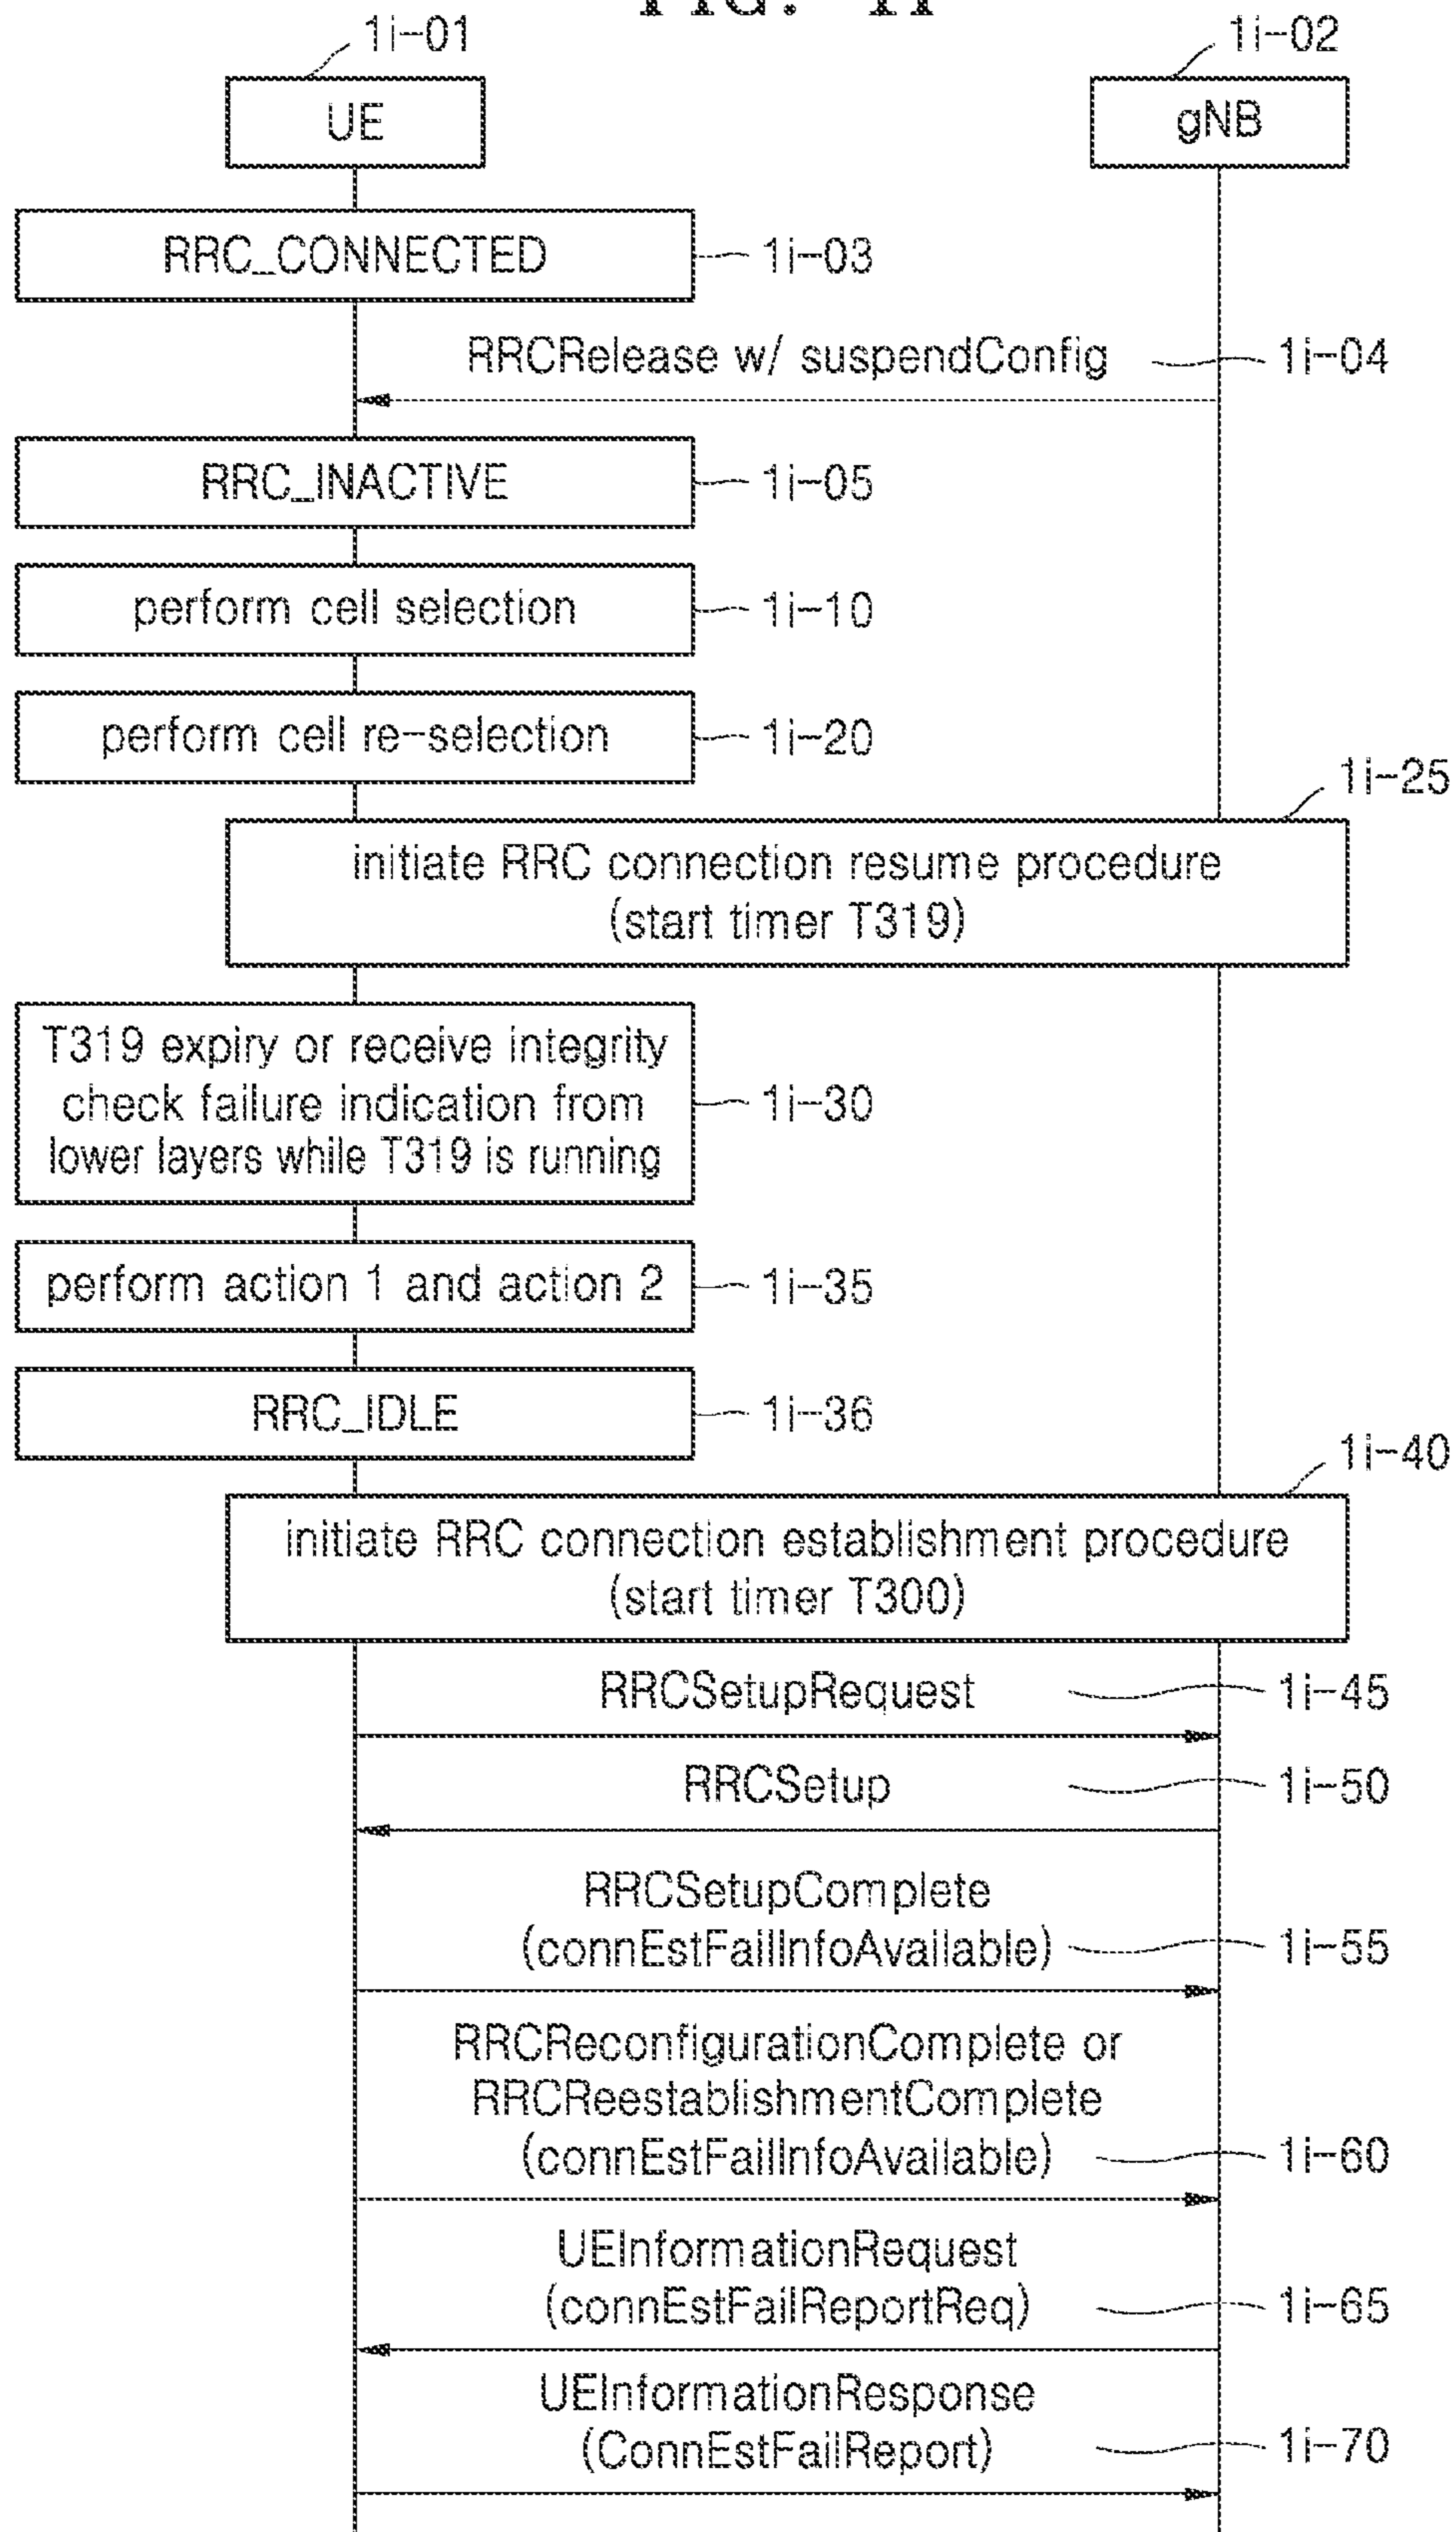 FIG. 1I
1i-01
1i-02
UE
gNB
RRC_CONNECTED
1i-03
RRCRelease w/ suspendConfig
1i-04
RRC_INACTIVE
1i-05
perform cell selection
1i-10
perform cell re-selection
1i-20
1i-25
initiate RRC connection resume procedure
(start timer T319)
T319 expiry or receive integrity
check failure indication from
lower layers while T319 is running
1i-30
perform action 1 and action 2
1i-35
RRC_IDLE
1i-36
1i-40
initiate RRC connection establishment procedure
(start timer T300)
RRCSetupRequest
1i-45
RRCSetup
1i-50
RRCSetupComplete
(connEstFailInfoAvailable)
1i-55
RRCReconfigurationComplete or
RRCReestablishmentComplete
(connEstFailInfoAvailable)
1i-60
UEInformationRequest
(connEstFailReportReq)
1i-65
UEInformationResponse
(ConnEstFailReport)
1i-70